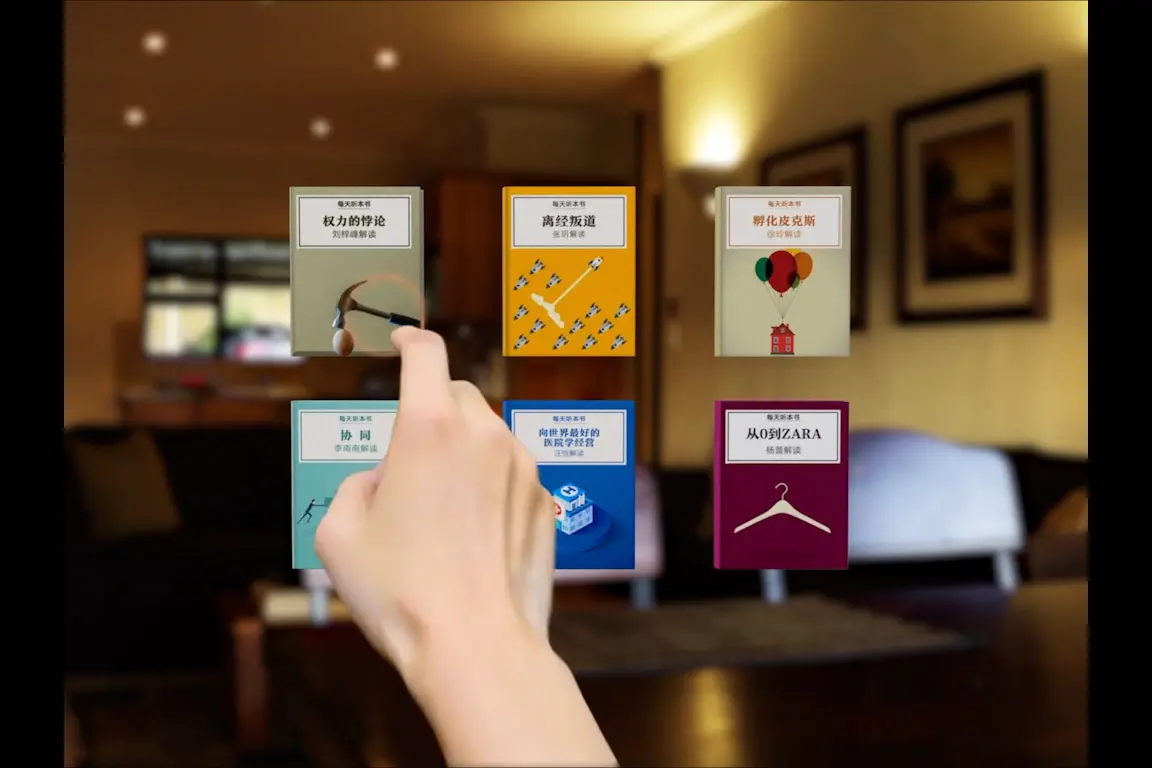 每天听本书
权力的悖论
刘梓峰解读
每天听本书
离经叛道
张玥解读
每天听本书
孵化皮克斯
徐玲解读
每天听本书
协同
李南南解读
每天听本书
向世界最好的
医院学经营
汪恒解读
每天听本书
从0到ZARA
杨蕾解读